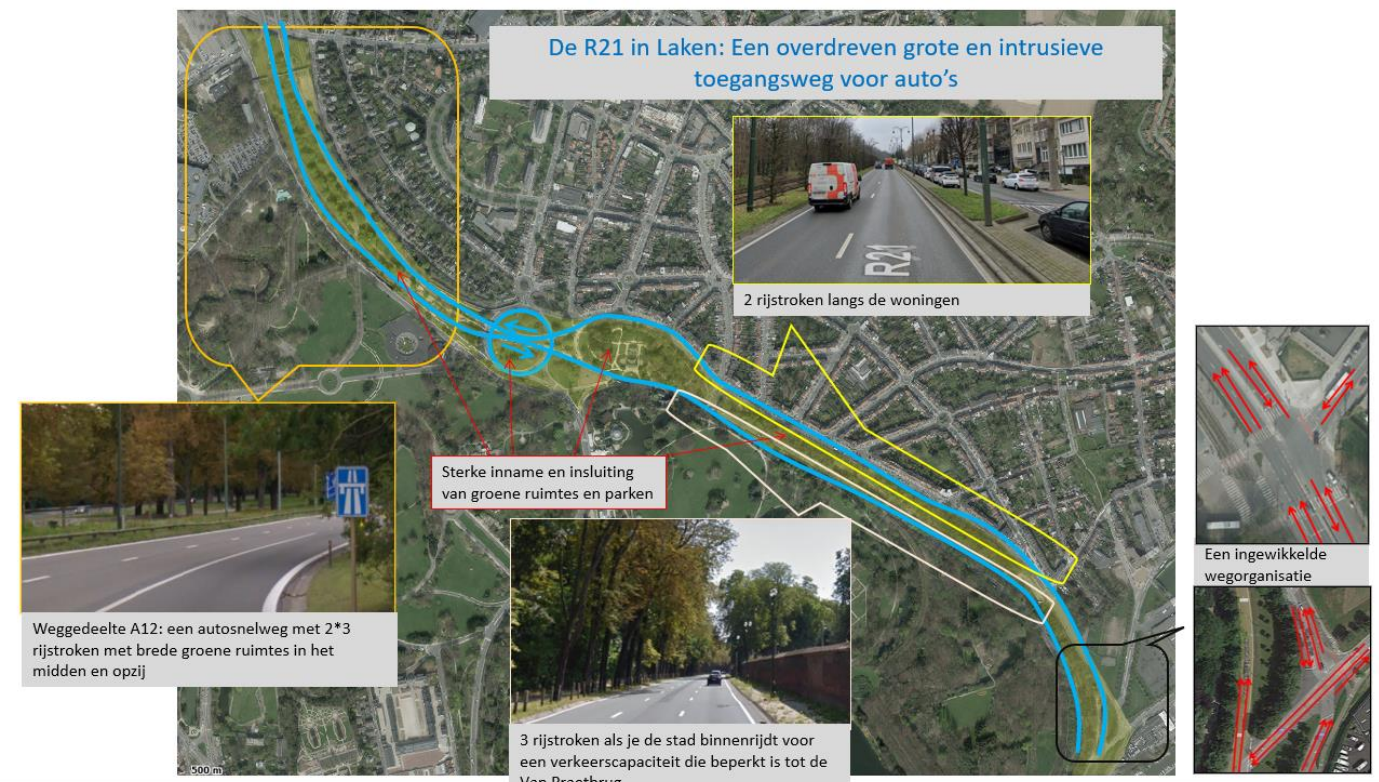 De R21 in Laken: Een overdreven grote en intrusieve
toegangsweg voor auto's
R21
2 rijstroken langs de woningen
Sterke inname en insluiting
van groene ruimtes en parken
Een ingewikkelde
wegorganisatie
Weggedeelte A12: een autosnelweg met 2*3
rijstroken met brede groene ruimtes in het
midden en opzij
3 rijstroken als je de stad binnenrijdt voor
een verkeerscapaciteit die beperkt is tot de
Van Praetbrug
500 m